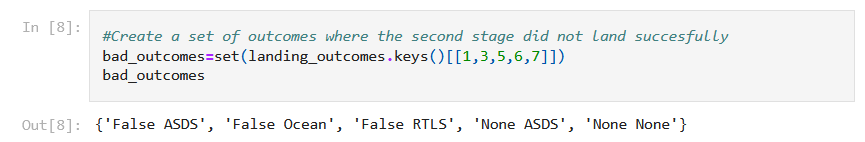 In [8]:
#Create a set of outcomes where the second stage did not land succesfully
bad_outcomes=set(landing_outcomes.keys()[[1,3,5,6,7]])
bad_outcomes
Out[8]: {'False ASDS', 'False Ocean', 'False RTLS', 'None ASDS', 'None None'}